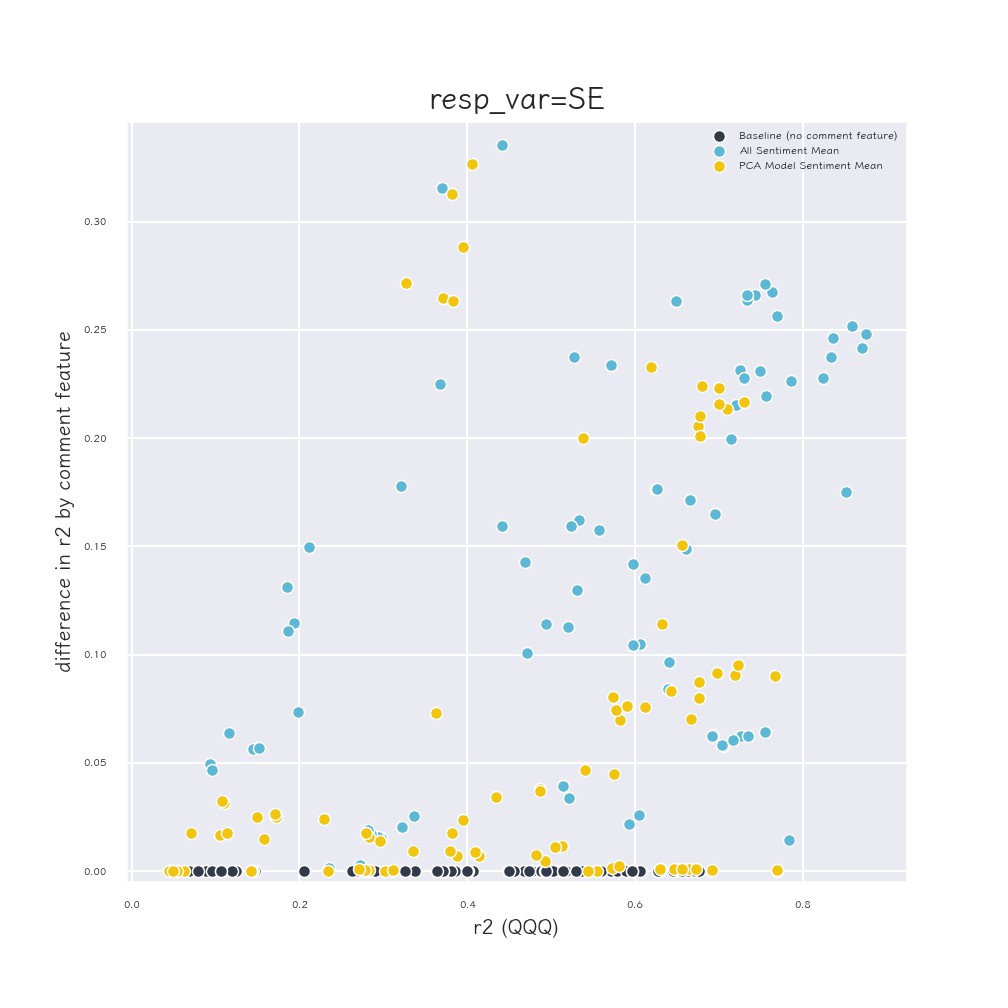 resp_var=SE
Baseline (no comment feature)
All Sentiment Mean
PCA Model Sentiment Mean
difference in r2 by comment feature
0.30
0.25
0.20
0.15
0.10
0.05
0.00
0.0 0.2 0.4 0.6 0.8
r2 (QQQ)